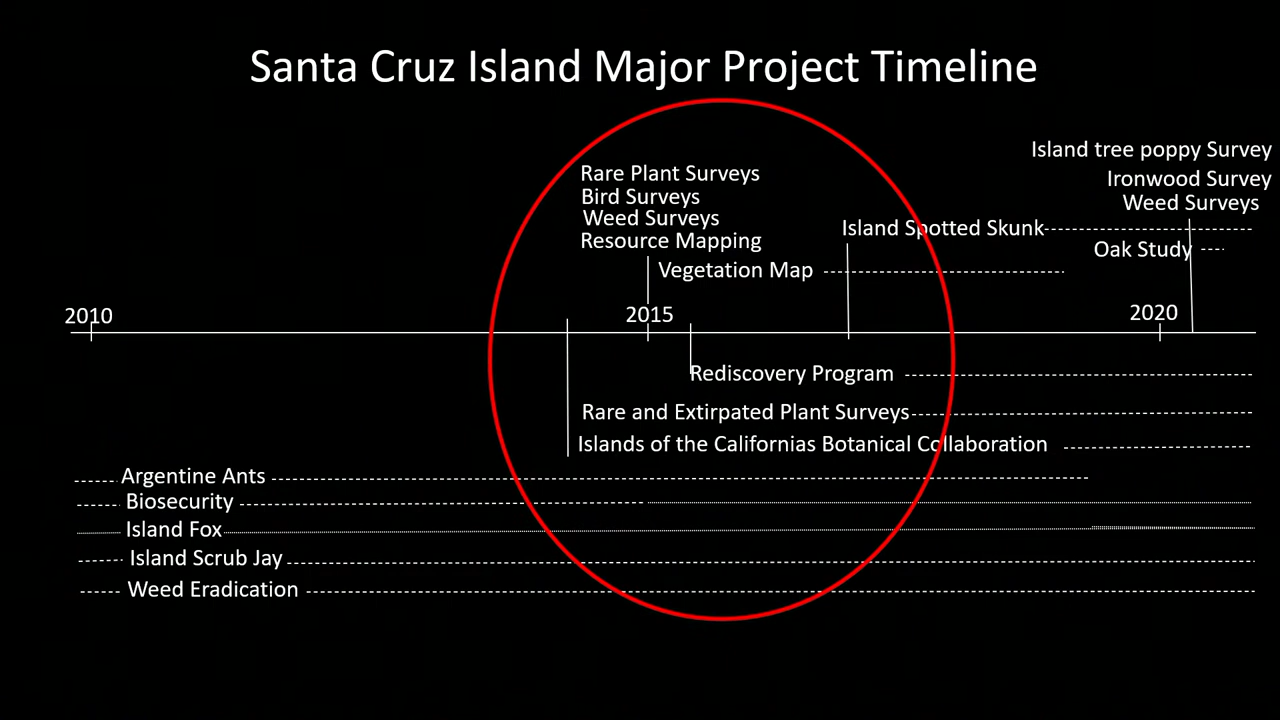 Santa Cruz Island Major Project Timeline
Island tree poppy Survey
Ironwood Survey
Weed Surveys
Rare Plant Surveys
Bird Surveys
Weed Surveys
Resource Mapping
Island Spotted Skunk
Oak Study
Vegetation Map
2010
2015
2020
Rediscovery Program
Rare and Extirpated Plant Surveys
Islands of the Californias Botanical Collaboration
Argentine Ants
Biosecurity
Island Fox
Island Scrub Jay
Weed Eradication